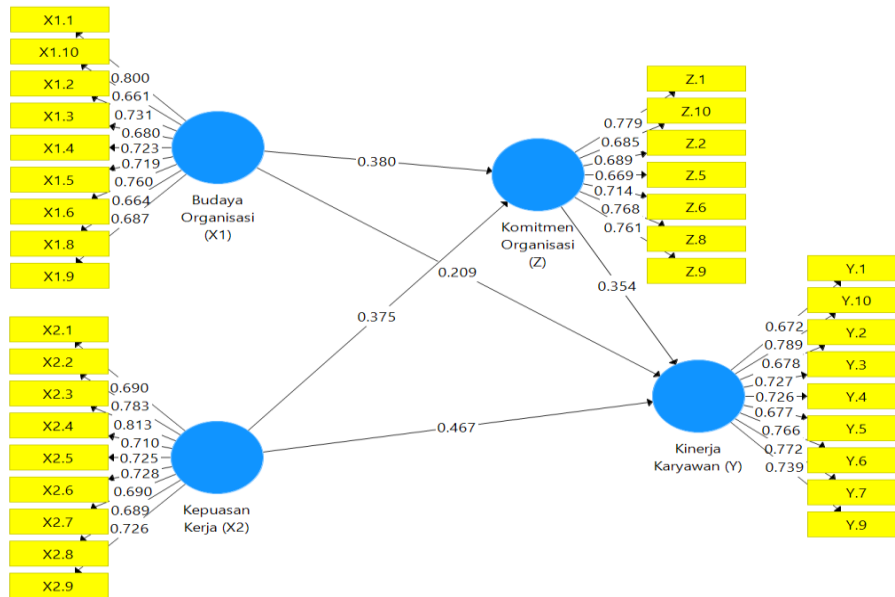 X1.1
X1.10
X1.2
X1.3
X1.4
X1.5
X1.6
X1.8
X1.9
0.800
0.661
0.731
0.680
0.723
0.719
0.760
0.664
0.687
Budaya
Organisasi
(X1)
0.380
0.209
0.375
0.467
0.354
Z.1
Z.10
Z.2
Z.5
Z.6
Z.8
Z.9
0.779
0.685
0.689
0.669
0.714
0.768
0.761
Komitmen
Organisasi
(Z)
X2.1
X2.2
X2.3
X2.4
X2.5
X2.6
X2.7
X2.8
X2.9
0.690
0.783
0.813
0.710
0.725
0.728
0.690
0.689
0.726
Kepuasan
Kerja (X2)
Y.1
Y.10
Y.2
Y.3
Y.4
Y.5
Y.6
Y.7
Y.9
0.672
0.789
0.678
0.727
0.726
0.677
0.766
0.772
0.739
Kinerja
Karyawan (Y)